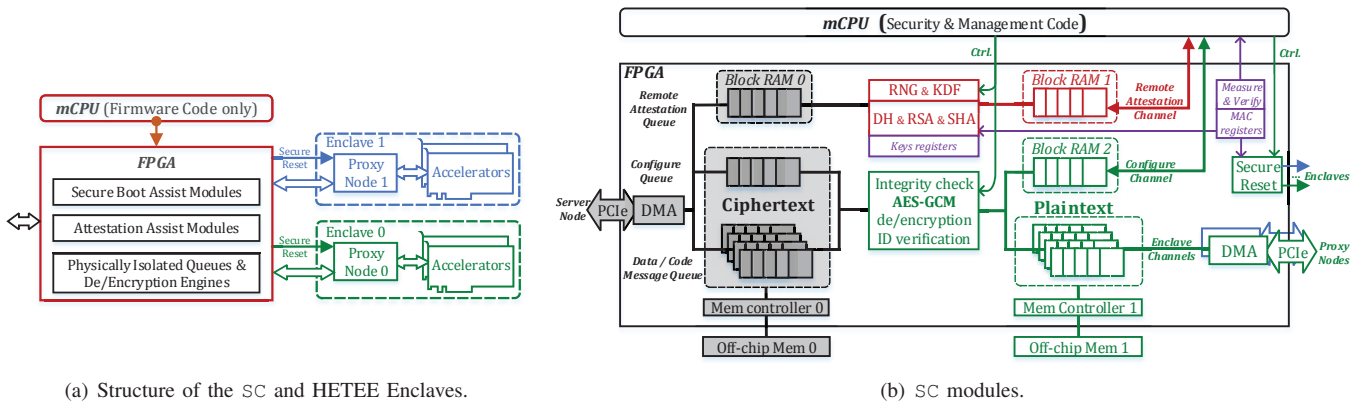 mCPU (Firmware Code only)
FPGA
Secure Boot Assist Modules
Attestation Assist Modules
Physically Isolated Queues &
De/Encryption Engines
Secure
Reset
Enclave 1
Proxy
Node 1
Accelerators
Secure
Reset
Enclave 0
Proxy
Node 0
Accelerators
(a) Structure of the SC and HETEE Enclaves.
mCPU (Security & Management Code)
Ctrl.
Ctrl.
FPGA
Remote
Attestation
Queue
Block RAM 0
RNG & KDF
DH & RSA & SHA
Keys registers
Block RAM 1
Remote
Attestation
Channel
Measure
& Verify
MAC
registers
Configure
Queue
Block RAM 2
Configure
Channel
Secure
Reset
... Enclaves
Server
Node
PCIe
DMA
Ciphertext
Integrity check
AES-GCM
de/encryption
ID verification
Plaintext
Data / Code
Message Queue
Enclave
Channels
DMA
PCIe
Proxy
Nodes
Mem controller 0
Mem Controller 1
Off-chip Mem 0
Off-chip Mem 1
(b) SC modules.